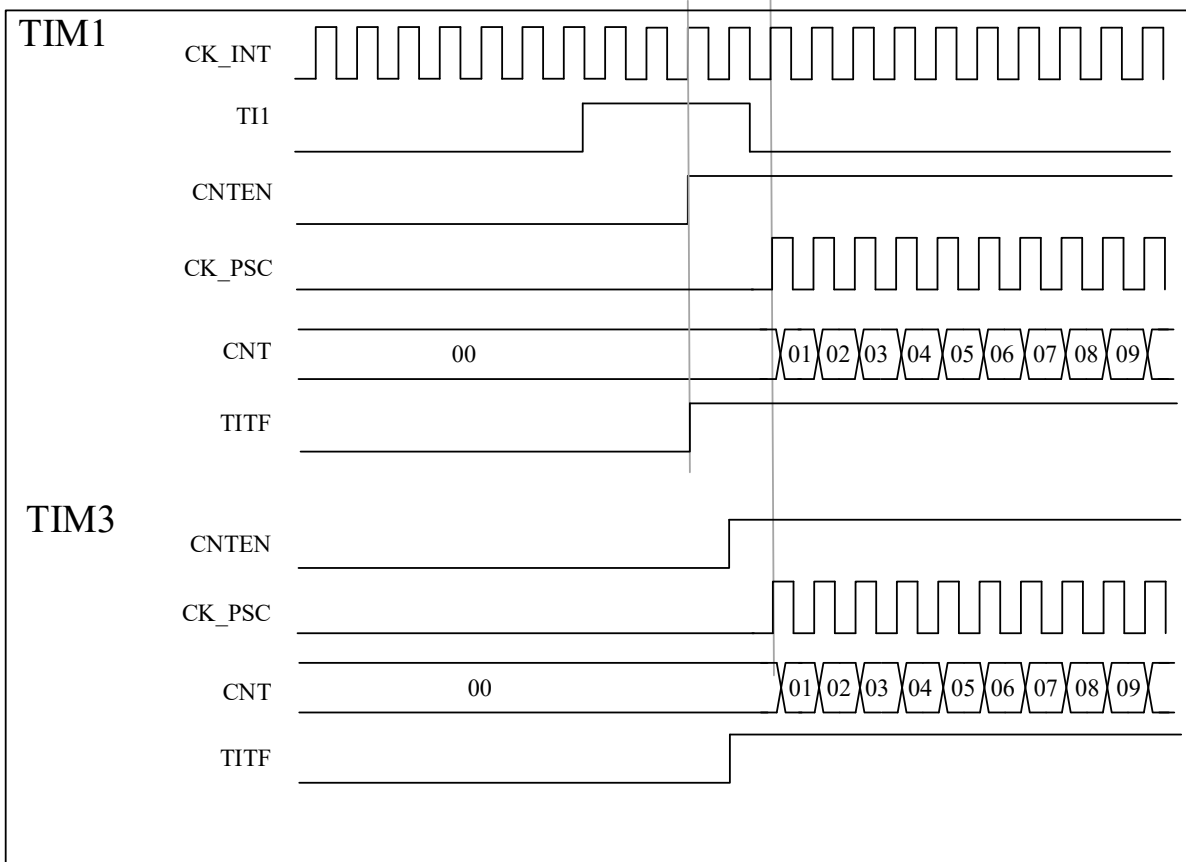 TIM1
CK_INT
TI1
CNTEN
CK_PSC
CNT 00 01 02 03 04 05 06 07 08 09
TITF
TIM3
CNTEN
CK_PSC
CNT 00 01 02 03 04 05 06 07 08 09
TITF